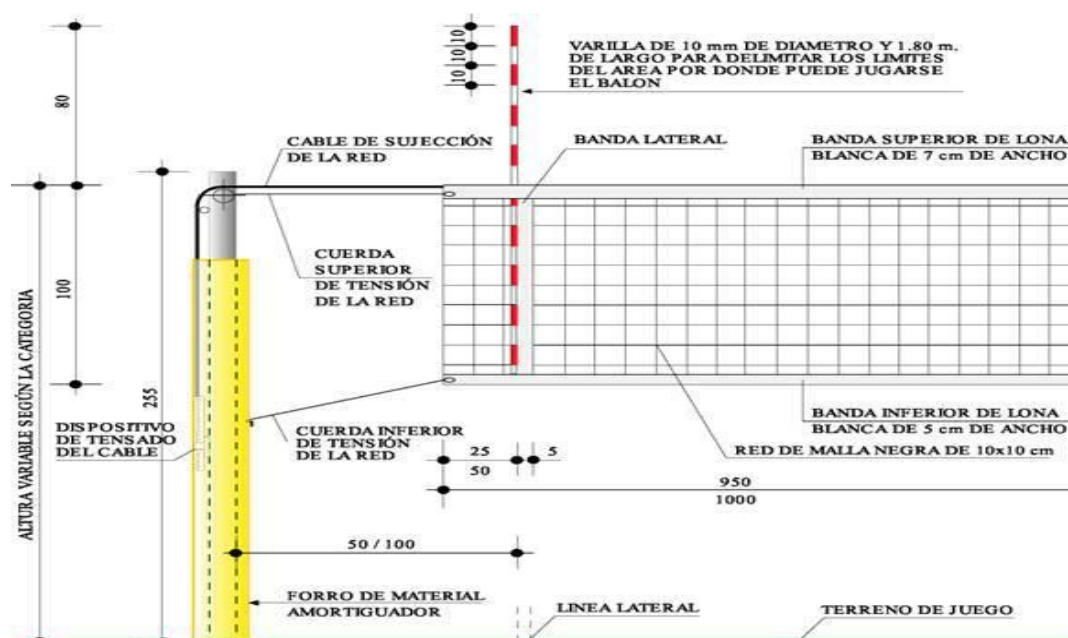 10
10
10
80
VARILLA DE 10 mm DE DIAMETRO Y 1.80 m.
DE LARGO PARA DELIMITAR LOS LIMITES
DEL AREA POR DONDE PUEDE JUGARSE
EL BALON
CABLE DE SUJECCIÓN
DE LA RED
BANDA LATERAL
BANDA SUPERIOR DE LONA
BLANCA DE 7 cm DE ANCHO
CUERDA
SUPERIOR
DE TENSIÓN
DE LA RED
100
ALTURA VARIABLE SEGÚN LA CATEGORIA
255
DISPOSITIVO
DE TENSADO
DEL CABLE
CUERDA INFERIOR
DE TENSIÓN
DE LA RED
BANDA INFERIOR DE LONA
BLANCA DE 5 cm DE ANCHO
RED DE MALLA NEGRA DE 10x10 cm
25
50
5
950
1000
50 / 100
FORRO DE MATERIAL
AMORTIGUADOR
LINEA LATERAL
TERRENO DE JUEGO